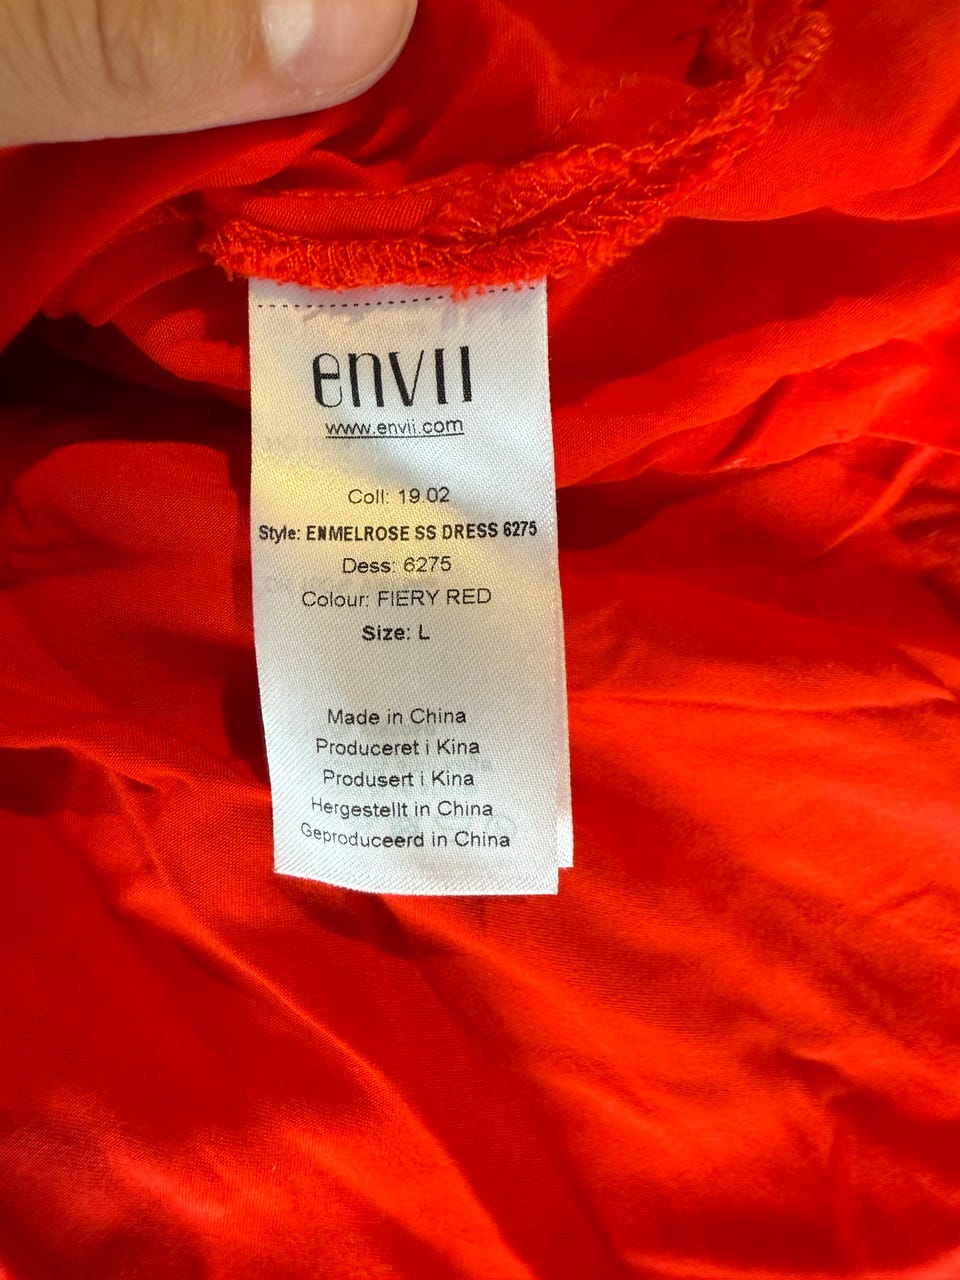 envii
www.envii.com
Coll: 19.02
Style: ENMELROSE SS DRESS 6275
Dess: 6275
Colour: FIERY RED
Size: L
Made in China
Produceret i Kina
Produsert i Kina
Hergestellt in China
Geproduceerd in China